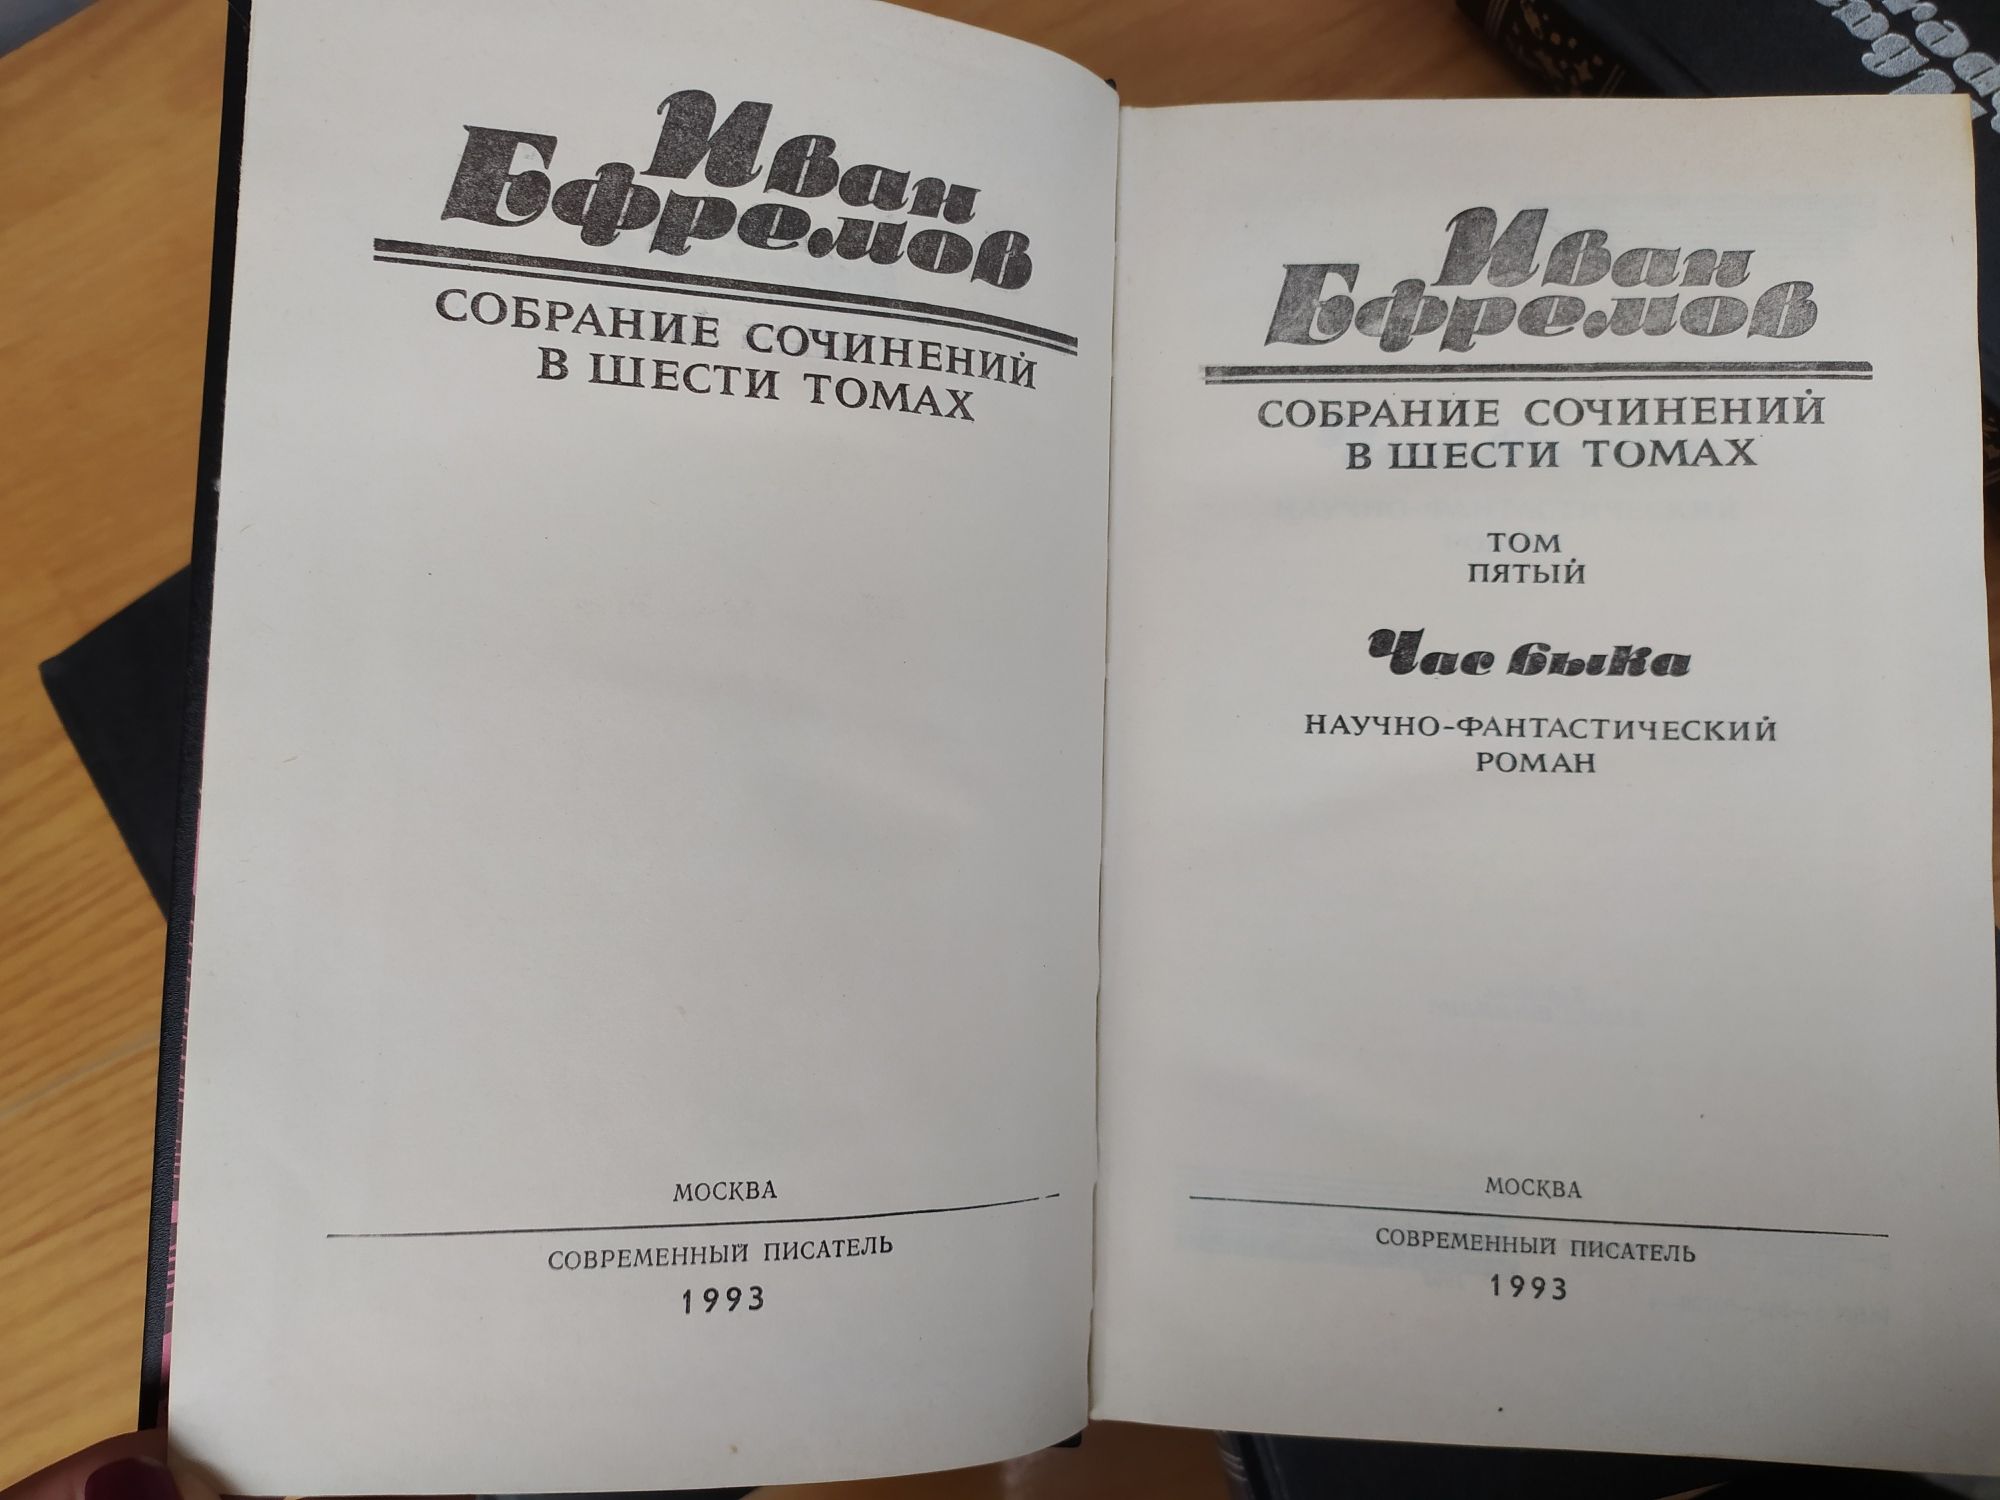 Иван
Ефремов
СОБРАНИЕ СОЧИНЕНИЙ
В ШЕСТИ ТОМАХ
МОСКВА
СОВРЕМЕННЫЙ ПИСАТЕЛЬ
1993
Иван
Ефремов
СОБРАНИЕ СОЧИНЕНИЙ
В ШЕСТИ ТОМАХ
ТОМ
ПЯТЫЙ
Час быка
НАУЧНО-ФАНТАСТИЧЕСКИЙ
РОМАН
МОСКВА
СОВРЕМЕННЫЙ ПИСАТЕЛЬ
1993